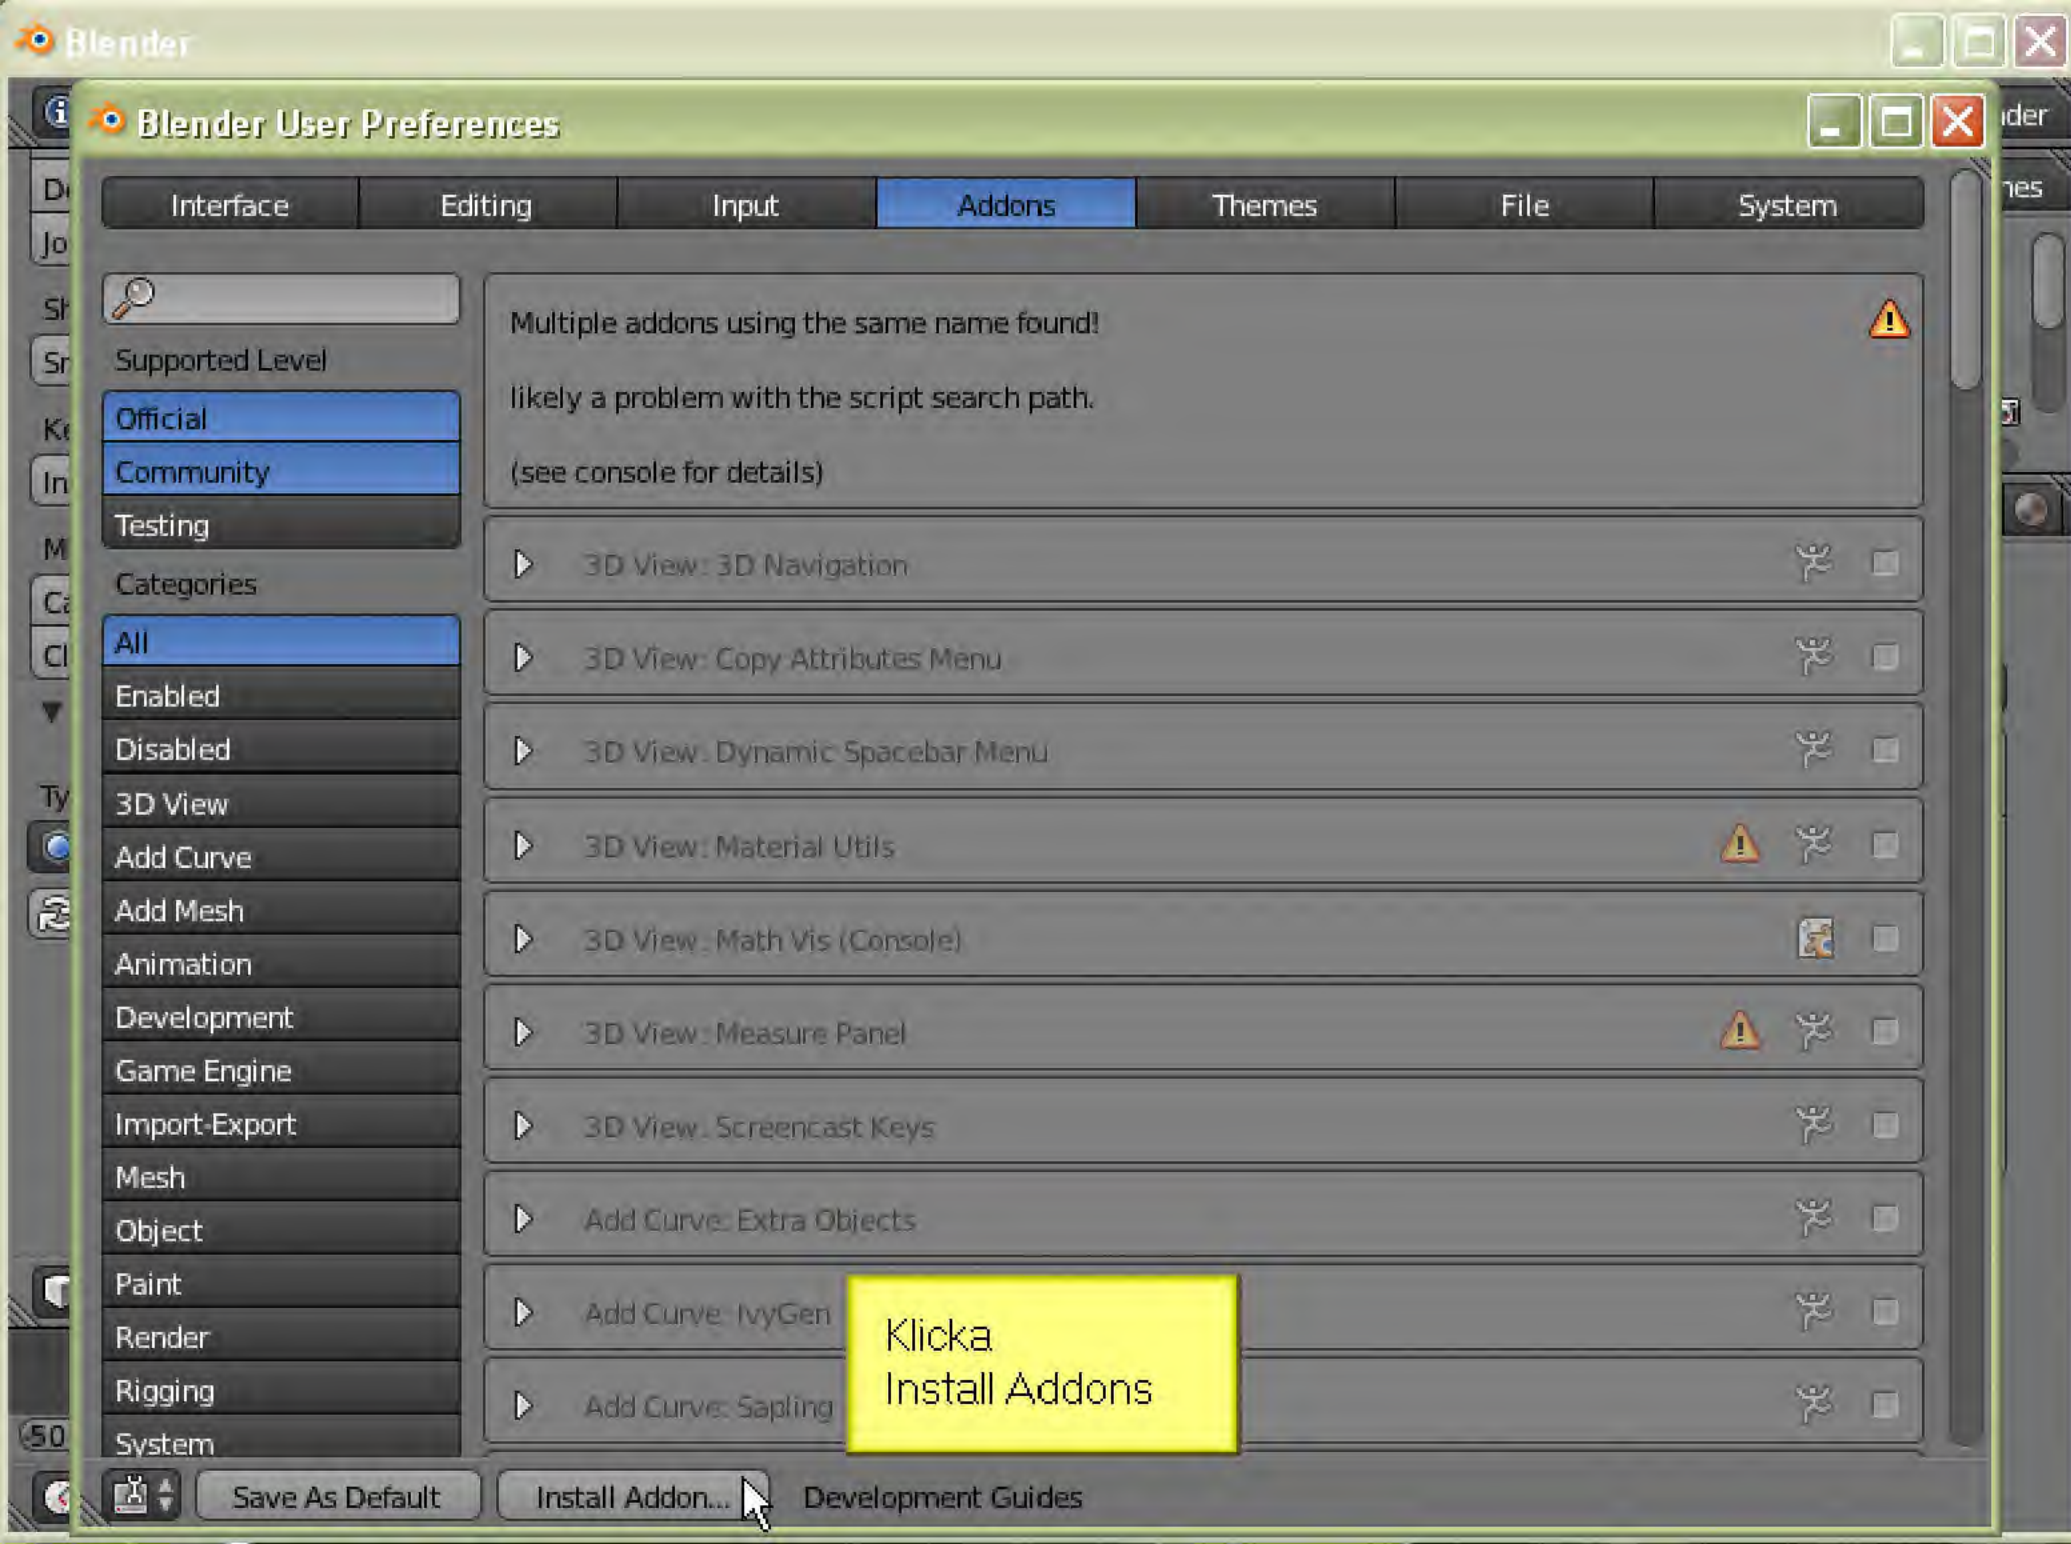 Blender
Blender User Preferences
Interface Editing Input Addons Themes File System
Supported Level
Official
Community
Testing
Categories
All
Enabled
Disabled
3D View
Add Curve
Add Mesh
Animation
Development
Game Engine
Import-Export
Mesh
Object
Paint
Render
Rigging
System
Multiple addons using the same name found!
likely a problem with the script search path.
(see console for details)
3D View: 3D Navigation
3D View: Copy Attributes Menu
3D View: Dynamic Spacebar Menu
3D View: Material Utils
3D View: Math Vis (Console)
3D View: Measure Panel
3D View: Screencast Keys
Add Curve: Extra Objects
Add Curve: IvyGen
Add Curve: Sapling
Klicka
Install Addons
Save As Default Install Addon... Development Guides